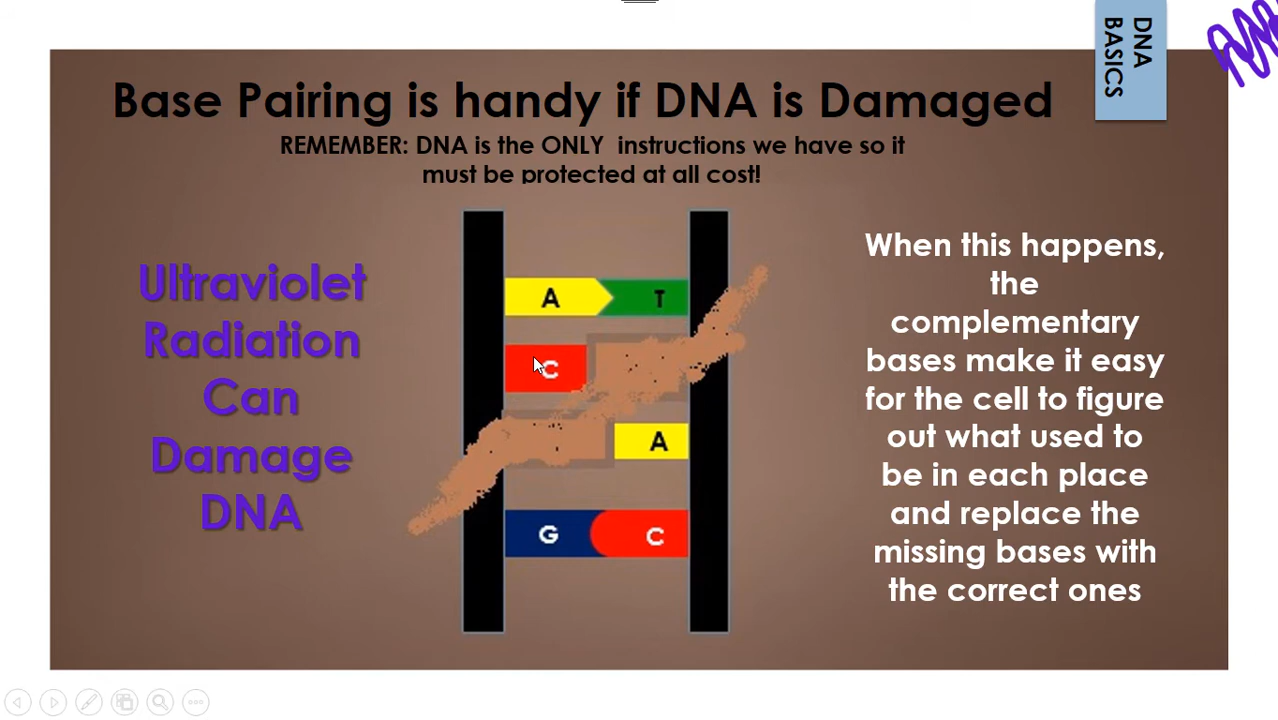 DNA
BASICS
Base Pairing is handy if DNA is Damaged
REMEMBER: DNA is the ONLY instructions we have so it
must be protected at all cost!
Ultraviolet
Radiation
Can
Damage
DNA
A T
C
A
G C
When this happens,
the
complementary
bases make it easy
for the cell to figure
out what used to
be in each place
and replace the
missing bases with
the correct ones